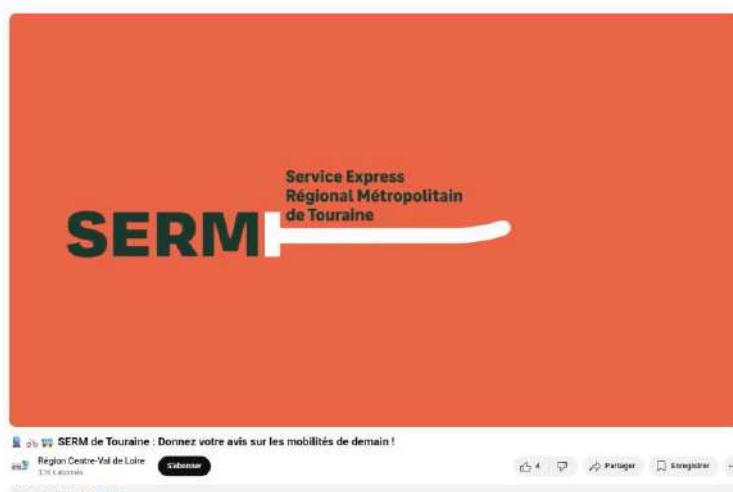 Service Express
Régional Métropolitain
de Touraine
SERM
SERM de Touraine : Donnez votre avis sur les mobilités de demain !
Région Centre-Val de Loire
S'abonner
4
Partager
Enregistrer